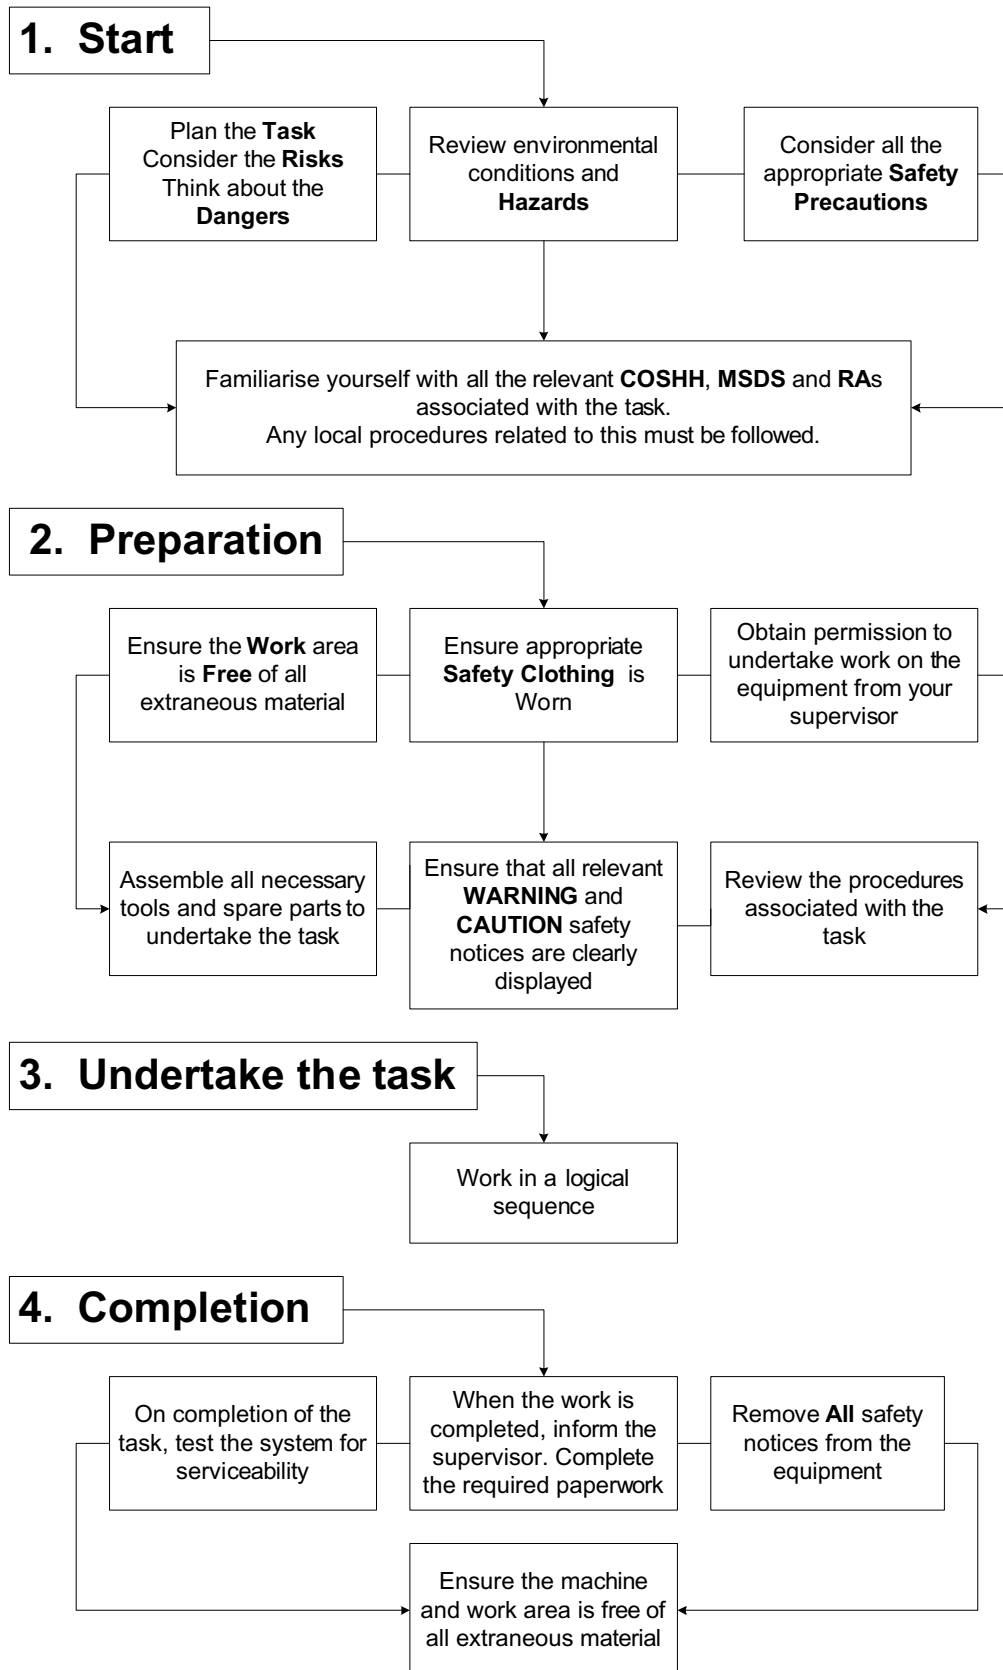 1. Start
Plan the Task
Consider the Risks
Think about the
Dangers
Review environmental
conditions and
Hazards
Consider all the
appropriate Safety
Precautions
Familiarise yourself with all the relevant COSHH, MSDS and RAs
associated with the task.
Any local procedures related to this must be followed.
2. Preparation
Ensure the Work area
is Free of all
extraneous material
Ensure appropriate
Safety Clothing is
Worn
Obtain permission to
undertake work on the
equipment from your
supervisor
Assemble all necessary
tools and spare parts to
undertake the task
Ensure that all relevant
WARNING and
CAUTION safety
notices are clearly
displayed
Review the procedures
associated with the
task
3. Undertake the task
Work in a logical
sequence
4. Completion
On completion of the
task, test the system for
serviceability
When the work is
completed, inform the
supervisor. Complete
the required paperwork
Remove All safety
notices from the
equipment
Ensure the machine
and work area is free of
all extraneous material